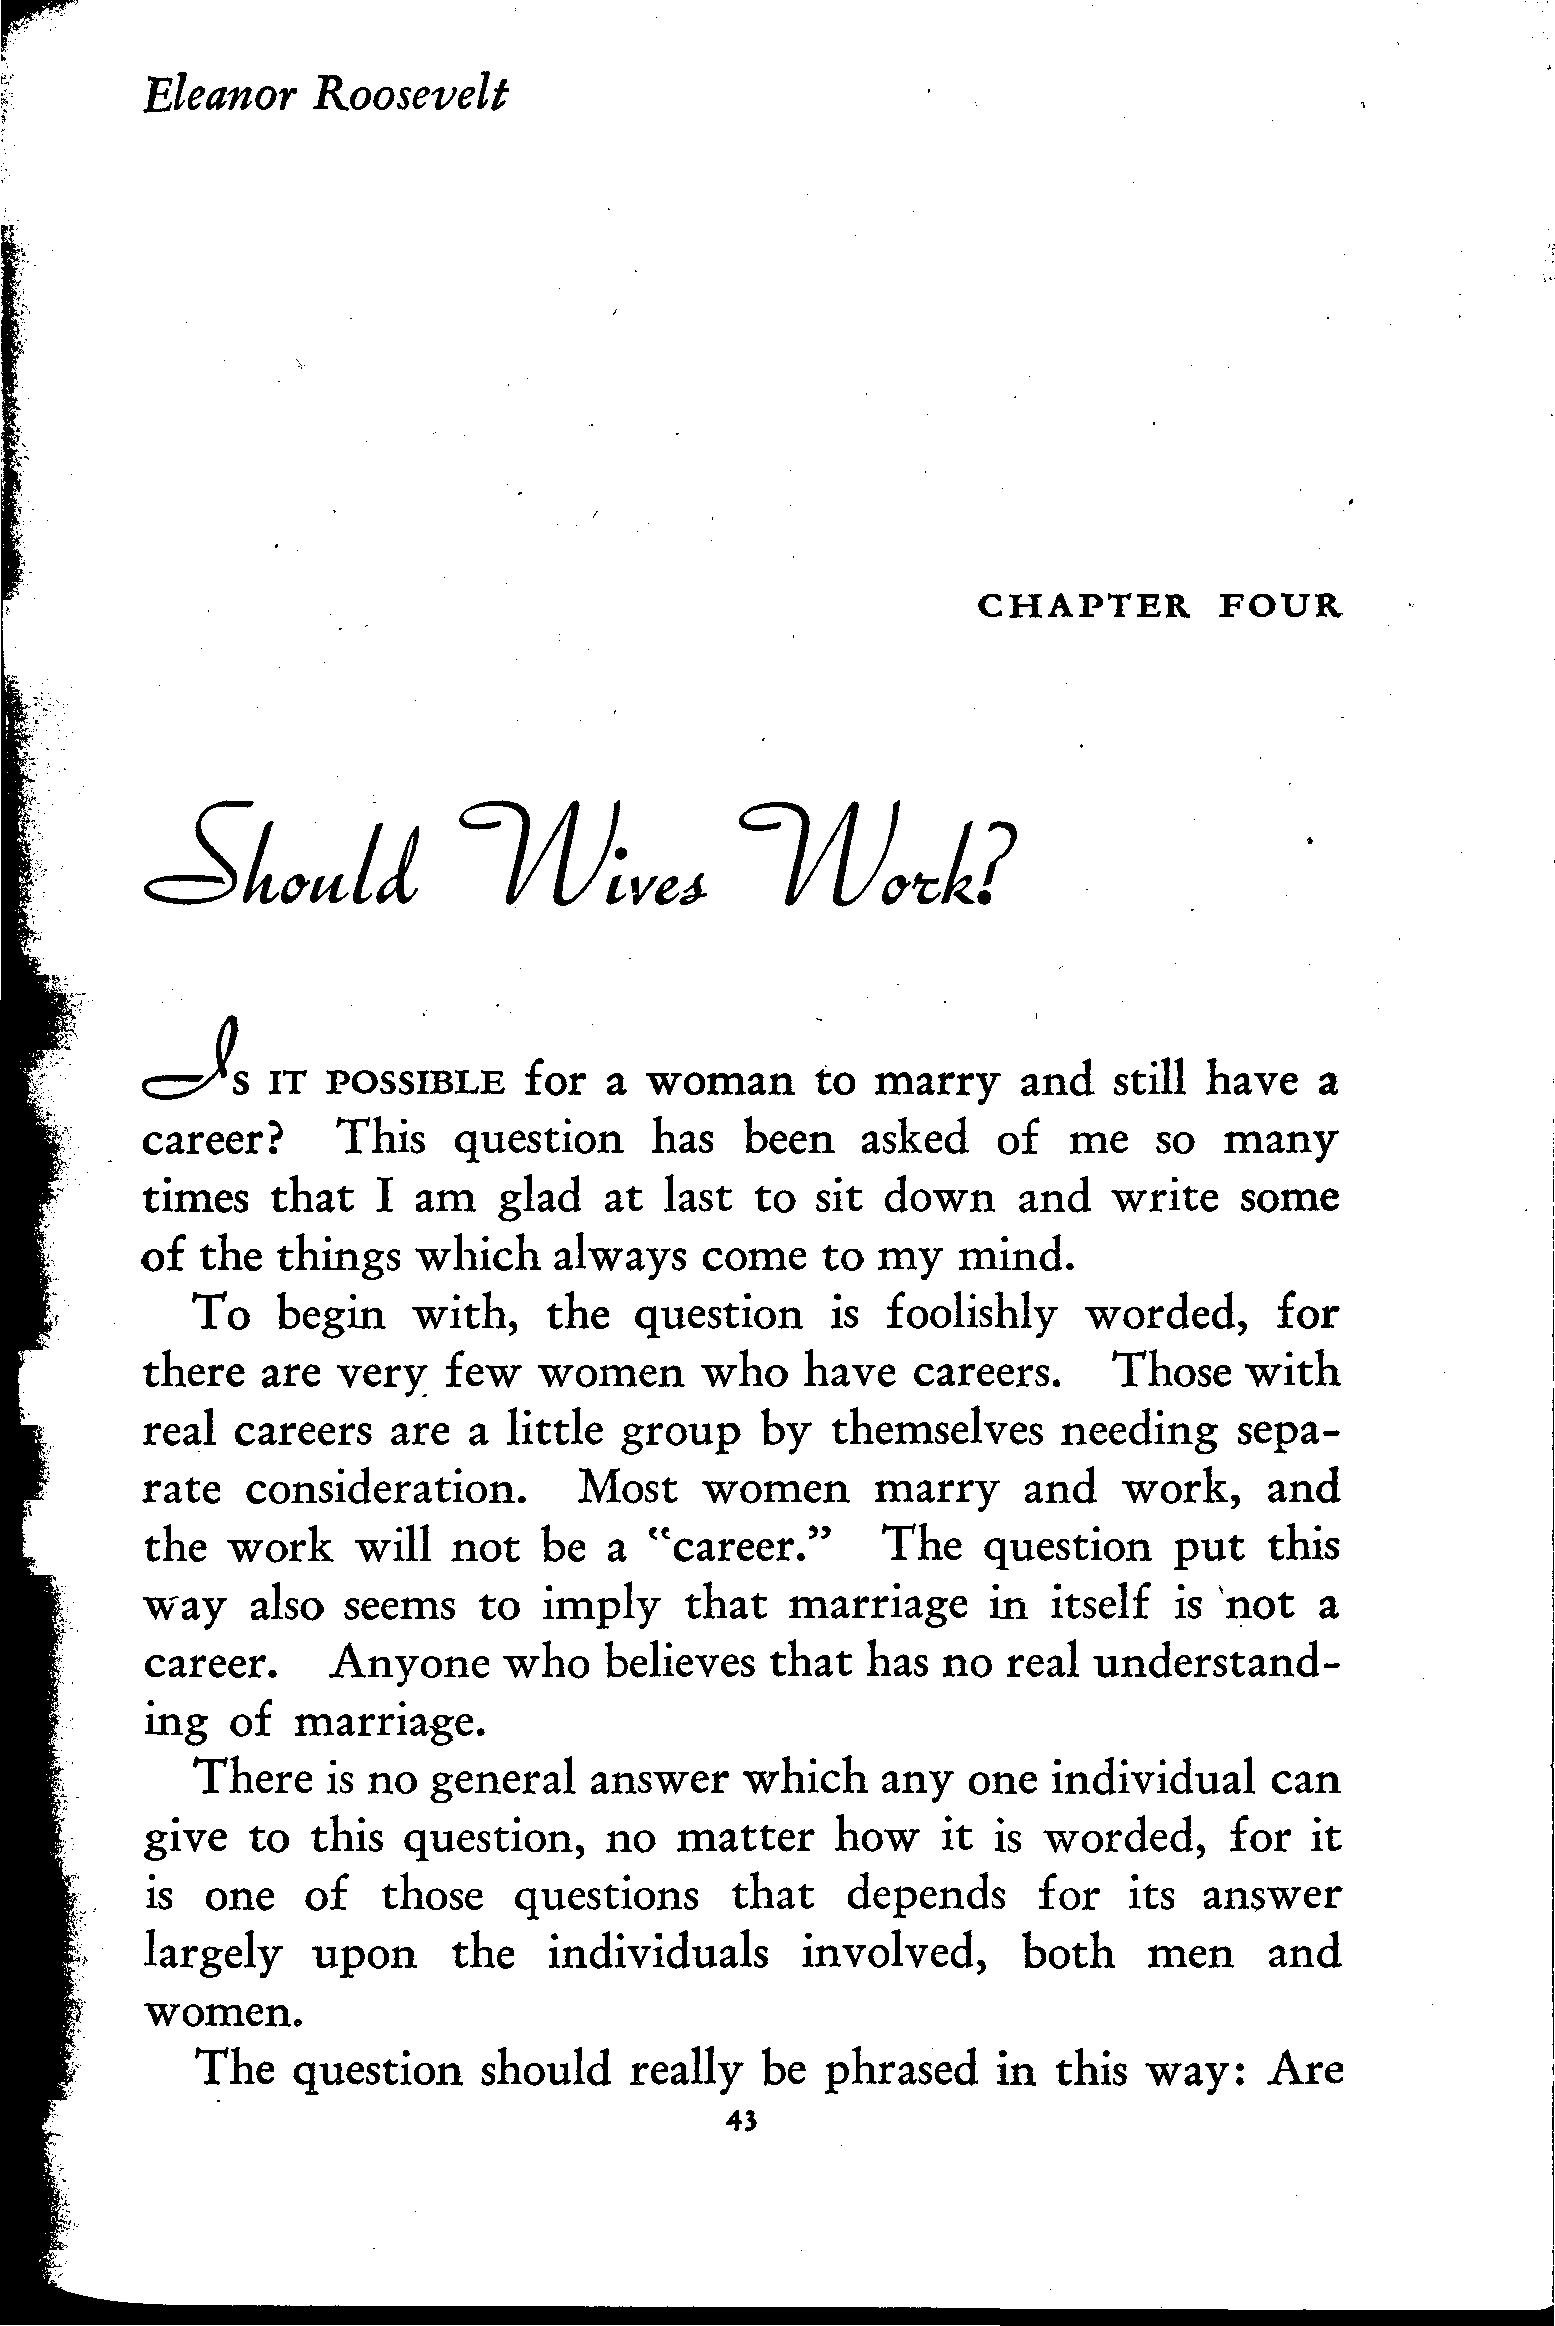 Eleanor Roosevelt
CHAPTER FOUR
Should Wives Work?
IS IT POSSIBLE for a woman to marry and still have a
career? This question has been asked of me so many
times that I am glad at last to sit down and write some
of the things which always come to my mind.
To begin with, the question is foolishly worded, for
there are very few women who have careers. Those with
real careers are a little group by themselves needing sepa-
rate consideration. Most women marry and work, and
the work will not be a “career.” The question put this
way also seems to imply that marriage in itself is not a
career. Anyone who believes that has no real understand-
ing of marriage.
There is no general answer which any one individual can
give to this question, no matter how it is worded, for it
is one of those questions that depends for its answer
largely upon the individuals involved, both men and
women.
The question should really be phrased in this way: Are
43